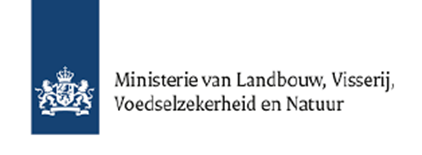 Ministerie van Landbouw, Visserij,
Voedselzekerheid en Natuur